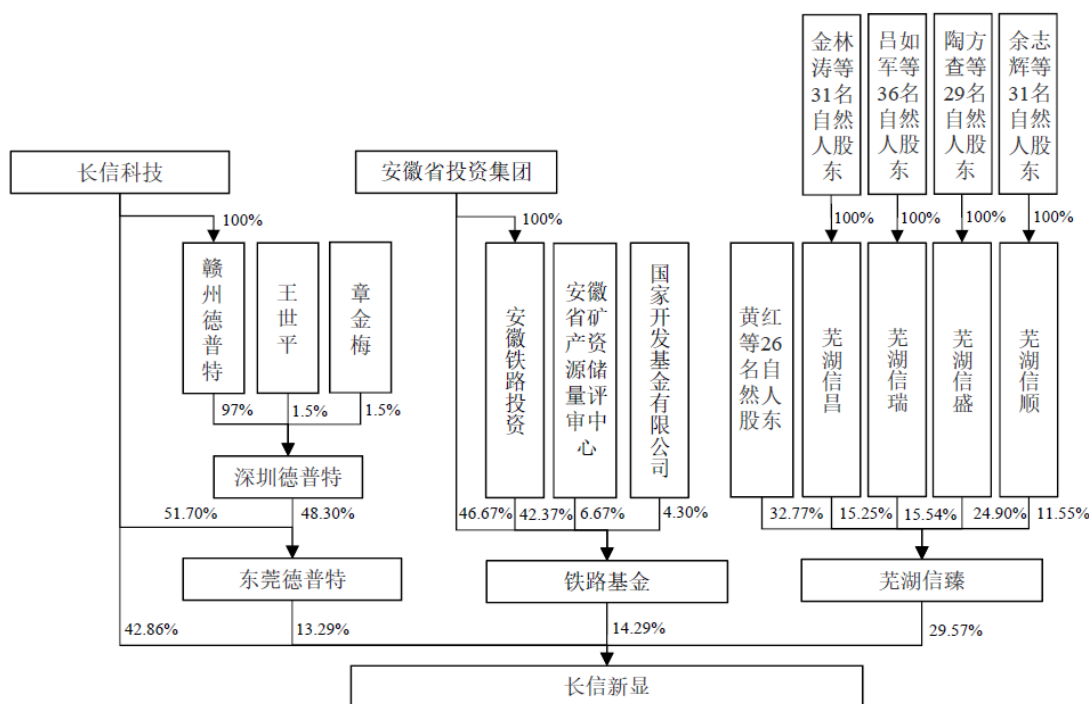 金林涛等31名自然人股东
吕如军等36名自然人股东
陶方查等29名自然人股东
余志辉等31名自然人股东
长信科技
安徽省投资集团
100%
100%
100%
100%
100%
100%
赣州德普特
王世平
章金梅
安徽铁路投资
安徽省矿产资源储量评审中心
国家开发基金有限公司
黄红等26名自然人股东
芜湖信昌
芜湖信瑞
芜湖信盛
芜湖信顺
97%
1.5%
1.5%
深圳德普特
51.70%
48.30%
46.67%
42.37%
6.67%
4.30%
32.77%
15.25%
15.54%
24.90%
11.55%
东莞德普特
铁路基金
芜湖信臻
42.86%
13.29%
14.29%
29.57%
长信新显